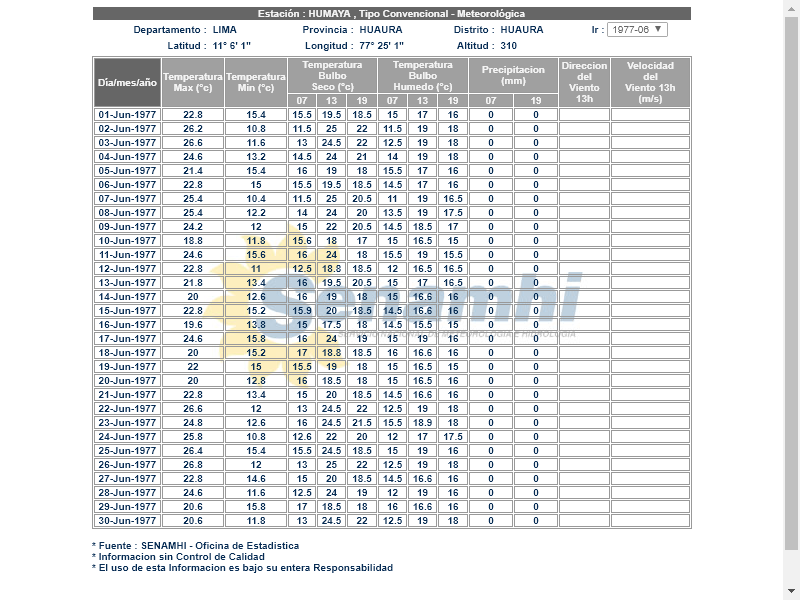 Estación : HUMAYA , Tipo Convencional - Meteorológica
Departamento : LIMA Provincia : HUAURA Distrito : HUAURA Ir : 1977-06
Latitud : 11° 6' 1" Longitud : 77° 25' 1" Altitud : 310
Día/mes/año Temperatura Max (°c) Temperatura Min (°c) Temperatura Bulbo Seco (°c) Temperatura Bulbo Humedo (°c) Precipitacion (mm) Direccion del Viento 13h Velocidad del Viento 13h (m/s)
07 13 19 07 13 19 07 19
01-Jun-1977 22.8 15.4 15.5 19.5 18.5 15 17 16 0 0
02-Jun-1977 26.2 10.8 11.5 25 22 11.5 19 18 0 0
03-Jun-1977 26.6 11.6 13 24.5 22 12.5 19 18 0 0
04-Jun-1977 24.6 13.2 14.5 24 21 14 19 18 0 0
05-Jun-1977 21.4 15.4 16 19 18 15.5 17 16 0 0
06-Jun-1977 22.8 15 15.5 19.5 18.5 14.5 17 16 0 0
07-Jun-1977 25.4 10.4 11.5 25 20.5 11 19 16.5 0 0
08-Jun-1977 25.4 12.2 14 24 20 13.5 19 17.5 0 0
09-Jun-1977 24.2 12 15 22 20.5 14.5 18.5 17 0 0
10-Jun-1977 18.8 11.8 15.6 18 17 15 16.5 15 0 0
11-Jun-1977 24.6 15.6 16 24 18 15.5 19 15.5 0 0
12-Jun-1977 22.8 11 12.5 18.8 18.5 12 16.5 16.5 0 0
13-Jun-1977 21.8 13.4 16 19.5 20.5 15 17 16.5 0 0
14-Jun-1977 20 12.6 16 19 18 15 16.6 16 0 0
15-Jun-1977 22.8 15.2 15.9 20 18.5 14.5 16.6 16 0 0
16-Jun-1977 19.6 13.8 15 17.5 18 14.5 15.5 15 0 0
17-Jun-1977 24.6 15.8 16 24 19 15 19 16 0 0
18-Jun-1977 20 15.2 17 18.8 18.5 16 16.6 16 0 0
19-Jun-1977 22 15 15.5 19 18 15 16.5 16 0 0
20-Jun-1977 20 12.8 16 18.5 18 15 16.5 16 0 0
21-Jun-1977 22.8 13.4 15 20 18.5 14.5 16.6 16 0 0
22-Jun-1977 26.6 12 13 24.5 22 12.5 19 18 0 0
23-Jun-1977 24.8 12.6 16 24.5 21.5 15.5 18.9 18 0 0
24-Jun-1977 25.8 10.8 12.6 22 20 12 17 17.5 0 0
25-Jun-1977 26.4 15.4 15.5 24.5 18.5 15 19 16 0 0
26-Jun-1977 26.8 12 13 25 22 12.5 19 18 0 0
27-Jun-1977 22.8 14.6 15 20 18.5 14.5 16.6 16 0 0
28-Jun-1977 24.6 11.6 12.5 24 19 12 19 16 0 0
29-Jun-1977 20.6 15.8 17 18.5 18 16 16.5 16 0 0
30-Jun-1977 20.6 11.8 13 24.5 22 12.5 19 18 0 0
Senamhi
* Fuente : SENAMHI - Oficina de Estadistica
* Informacion sin Control de Calidad
* El uso de esta Informacion es bajo su entera Responsabilidad